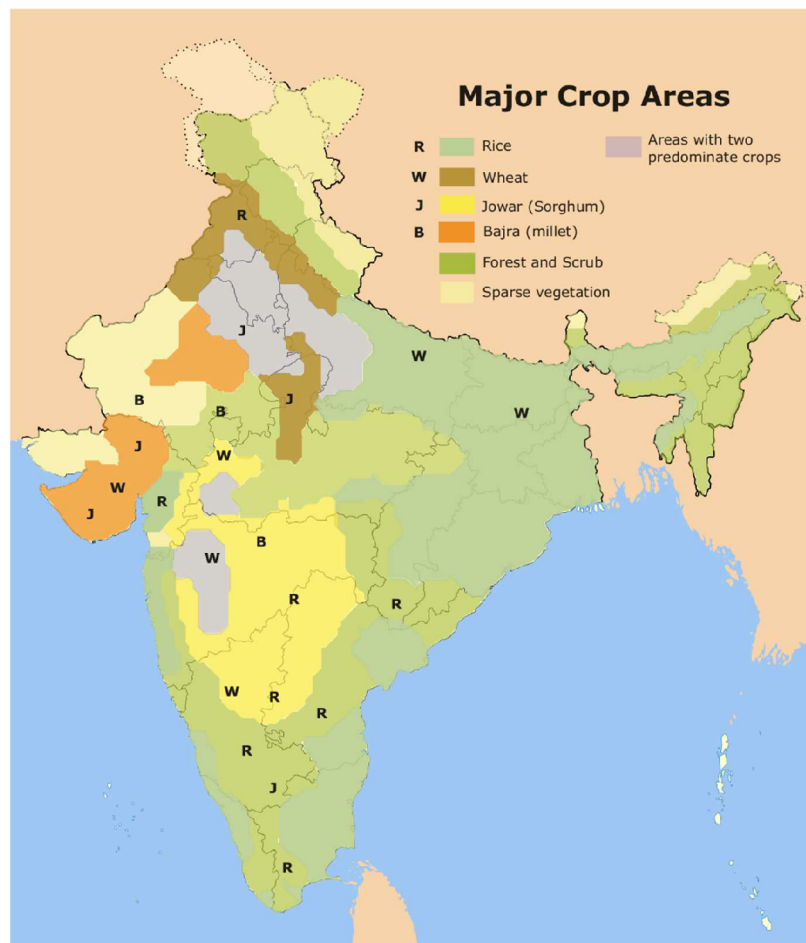 Major Crop Areas
R Rice
W Wheat
J Jowar (Sorghum)
B Bajra (millet)
Forest and Scrub
Sparse vegetation
Areas with two
predominate crops
R
J
W
B
B
J
W
J
W
W
R
J
B
W
R
R
W
R
R
R
J
R